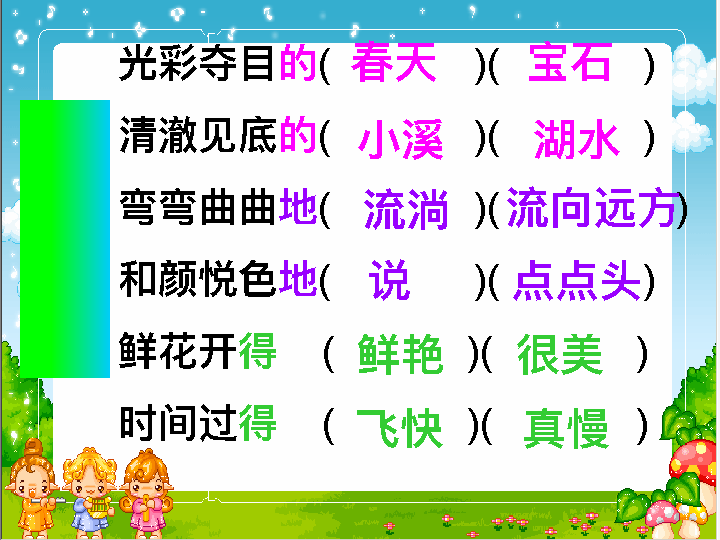 光彩夺目的( 春天 )( 宝石 )
清澈见底的( 小溪 )( 湖水 )
弯弯曲曲地( 流淌 )(流向远方)
和颜悦色地( 说 )( 点点头)
鲜花开得 ( 鲜艳 )( 很美 )
时间过得 ( 飞快 )( 真慢 )